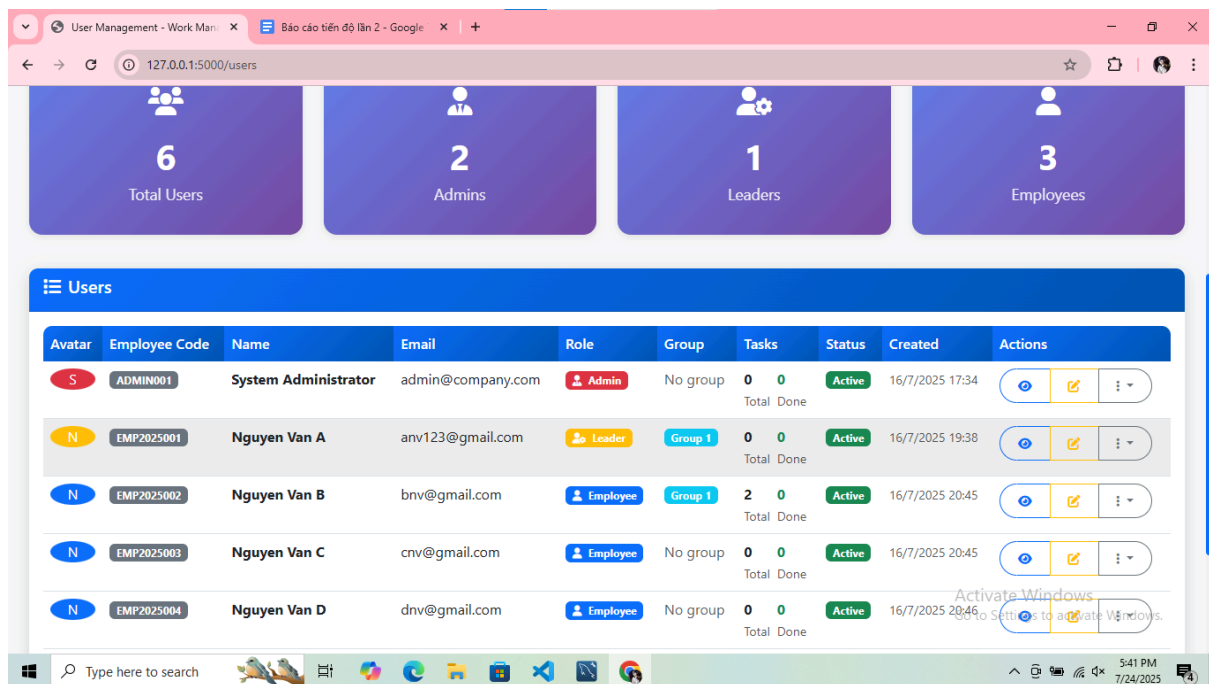 User Management - Work Mana
Báo cáo tiến độ lần 2 - Google
127.0.0.1:5000/users
6
Total Users
2
Admins
1
Leaders
3
Employees
Users
Avatar Employee Code Name Email Role Group Tasks Status Created Actions
S ADMIN001 System Administrator admin@company.com Admin No group 0 0 Active 16/7/2025 17:34
Total Done
N EMP2025001 Nguyen Van A anv123@gmail.com Leader Group 1 0 0 Active 16/7/2025 19:38
Total Done
N EMP2025002 Nguyen Van B bnv@gmail.com Employee Group 1 2 0 Active 16/7/2025 20:45
Total Done
N EMP2025003 Nguyen Van C cnv@gmail.com Employee No group 0 0 Active 16/7/2025 20:45
Total Done
Activate Windows
N EMP2025004 Nguyen Van D dnv@gmail.com Employee No group 0 0 Active 16/7/2025 20:46
Go to Settings to activate Windows.
Total Done
Type here to search
5:41 PM
7/24/2025
4